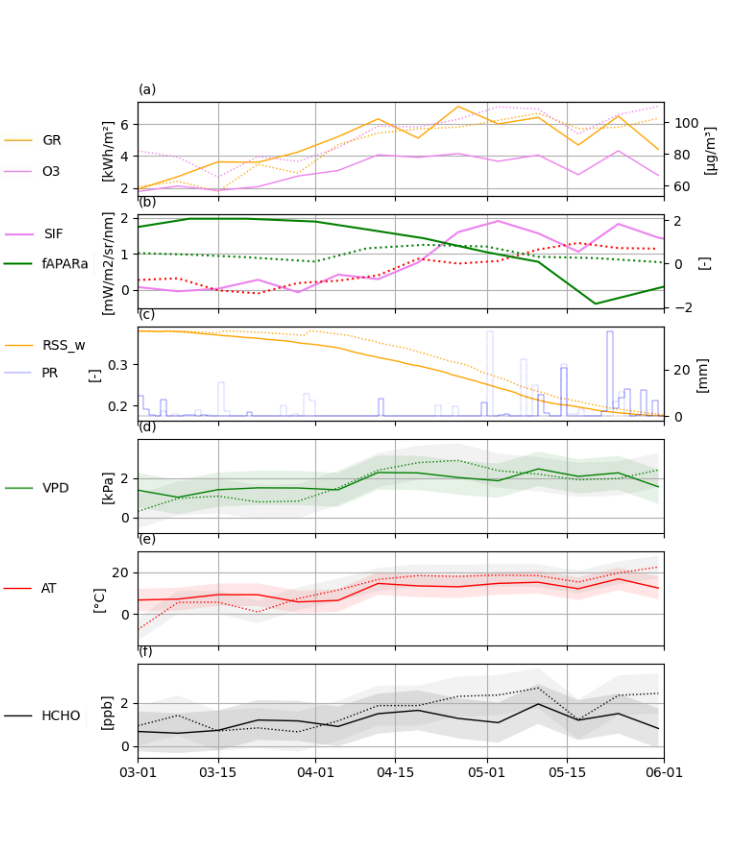 (a)
GR
O3
[kWh/m²]
6
4
2
100
80
60
[µg/m³]
(b)
SIF
fAPARa
[mW/m2/sr/nm]
2
1
0
2
0
−2
[-]
(c)
RSS_w
PR
[-]
0.3
0.2
20
0
[mm]
(d)
VPD
[kPa]
2
0
(e)
AT
[°C]
20
0
(f)
HCHO
[ppb]
2
0
03-01 03-15 04-01 04-15 05-01 05-15 06-01